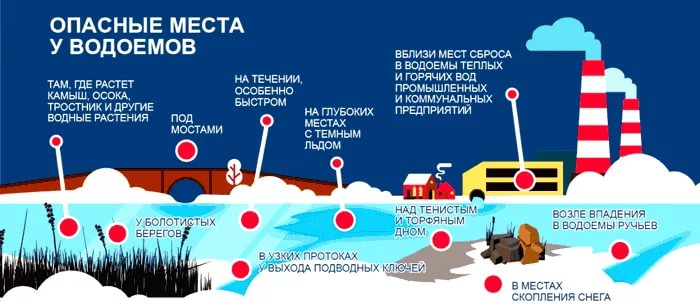 ОПАСНЫЕ МЕСТА
У ВОДОЕМОВ
ТАМ, ГДЕ РАСТЕТ
КАМЫШ, ОСОКА,
ТРОСТНИК И ДРУГИЕ
ВОДНЫЕ РАСТЕНИЯ
ПОД
МОСТАМИ
НА ТЕЧЕНИИ,
ОСОБЕННО
БЫСТРОМ
НА ГЛУБОКИХ
МЕСТАХ
С ТЕМНЫМ
ЛЬДОМ
ВБЛИЗИ МЕСТ СБРОСА
В ВОДОЕМЫ ТЕПЛЫХ
И ГОРЯЧИХ ВОД
ПРОМЫШЛЕННЫХ
И КОММУНАЛЬНЫХ
ПРЕДПРИЯТИЙ
У БОЛОТИСТЫХ
БЕРЕГОВ
В УЗКИХ ПРОТОКАХ
У ВЫХОДА ПОДВОДНЫХ КЛЮЧЕЙ
НАД ТЕНИСТЫМ
И ТОРФЯНЫМ
ДНОМ
ВОЗЛЕ ВПАДЕНИЯ
В ВОДОЕМЫ РУЧЬЕВ
В МЕСТАХ
СКОПЛЕНИЯ СНЕГА